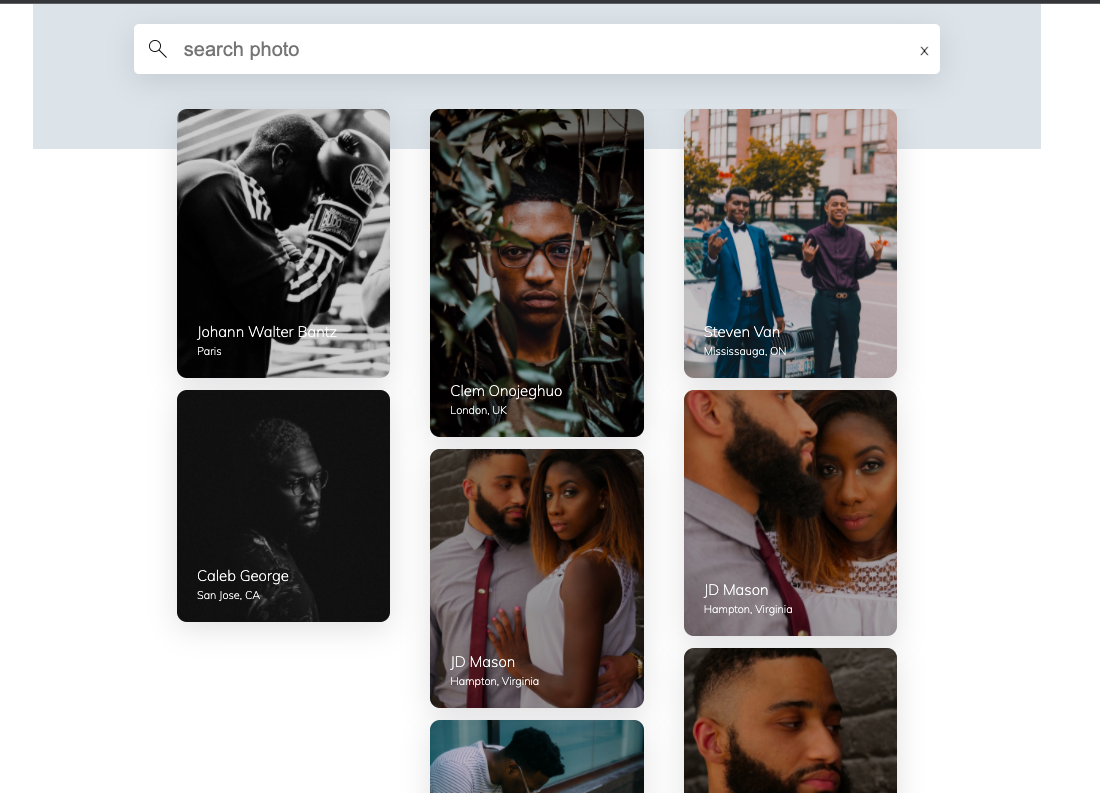 search photo
x
Johann Walter Bantz
Paris
Clem Onojeghuo
London, UK
Steven Van
Mississauga, ON
Caleb George
San Jose, CA
JD Mason
Hampton, Virginia
JD Mason
Hampton, Virginia